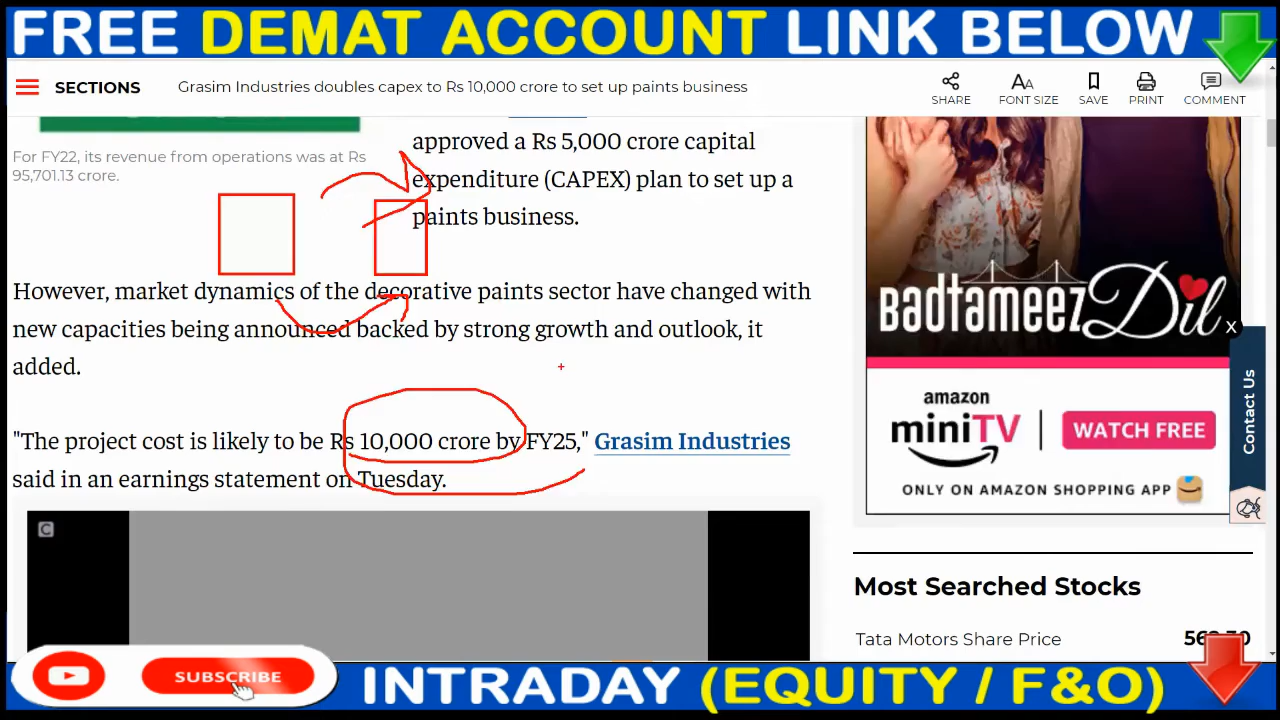 FREE DEMAT ACCOUNT LINK BELOW
SECTIONS
Grasim Industries doubles capex to Rs 10,000 crore to set up paints business
SHARE
FONT SIZE
SAVE
PRINT
COMMENT
For FY22, its revenue from operations was at Rs
95,701.13 crore.
approved a Rs 5,000 crore capital
expenditure (CAPEX) plan to set up a
paints business.
However, market dynamics of the decorative paints sector have changed with
new capacities being announced backed by strong growth and outlook, it
added.
"The project cost is likely to be Rs 10,000 crore by FY25," Grasim Industries
said in an earnings statement on Tuesday.
C
BADTAMEEZ Dil
X
amazon
miniTV
WATCH FREE
ONLY ON AMAZON SHOPPING APP
Contact Us
Most Searched Stocks
Tata Motors Share Price
SUBSCRIBE
INTRADAY (EQUITY / F&O)